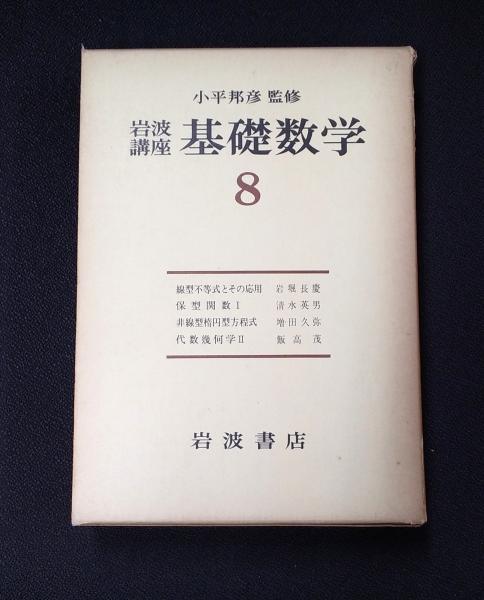 小平邦彦 監修
岩波講座 基礎数学
8
線型不等式とその応用 岩堀長慶
保型関数I 清水英男
非線型楕円型方程式 増田久弥
代数幾何学II 飯高茂
岩波書店